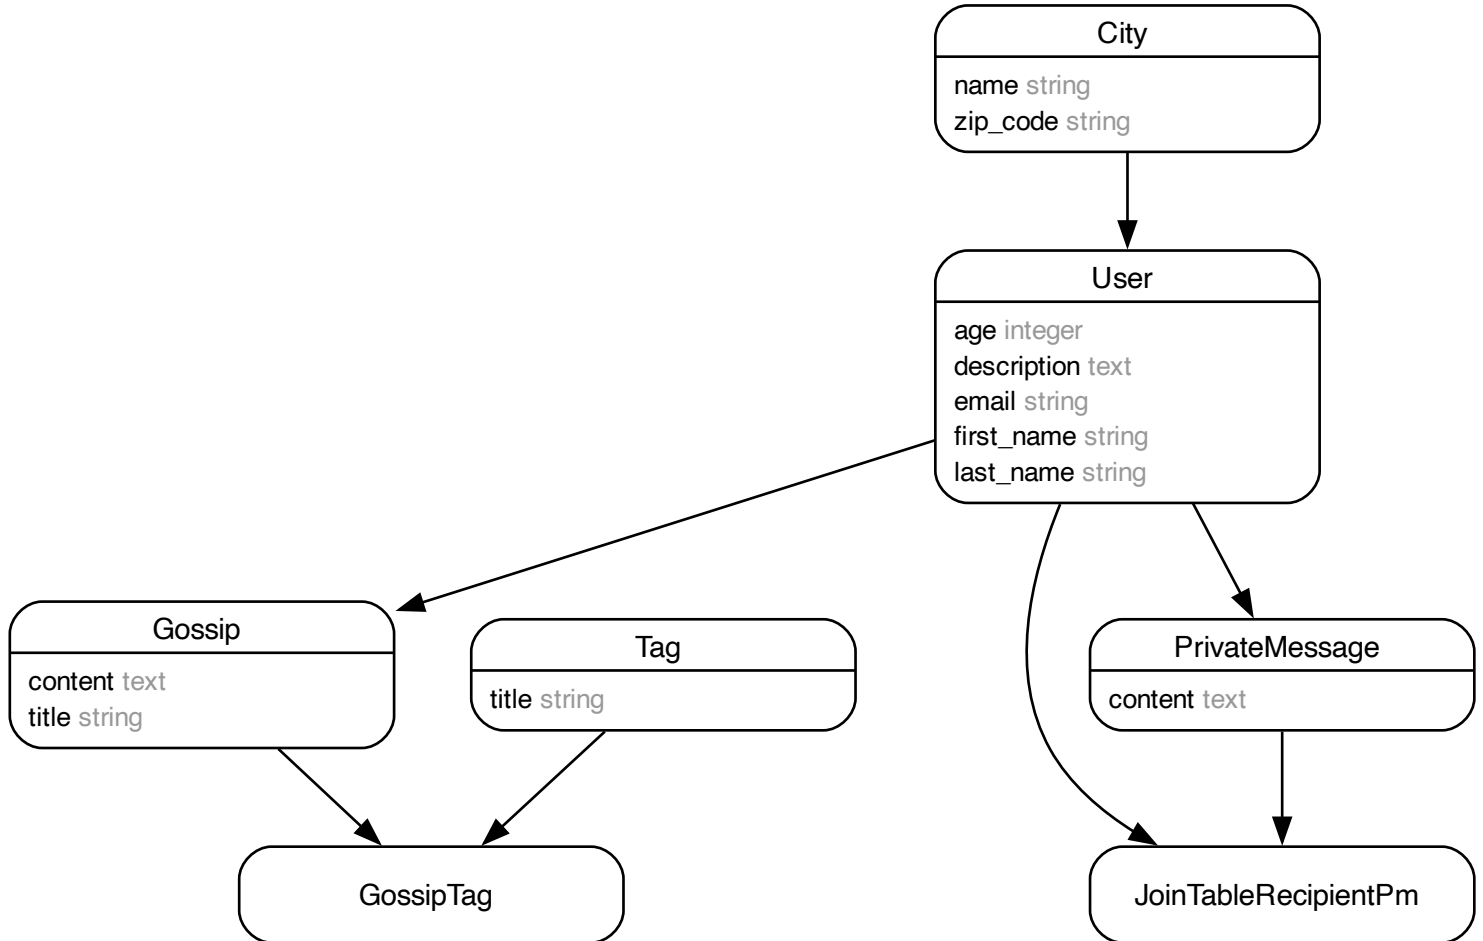 City
name string
zip_code string
User
age integer
description text
email string
first_name string
last_name string
Gossip
content text
title string
Tag
title string
PrivateMessage
content text
GossipTag
JoinTableRecipientPm